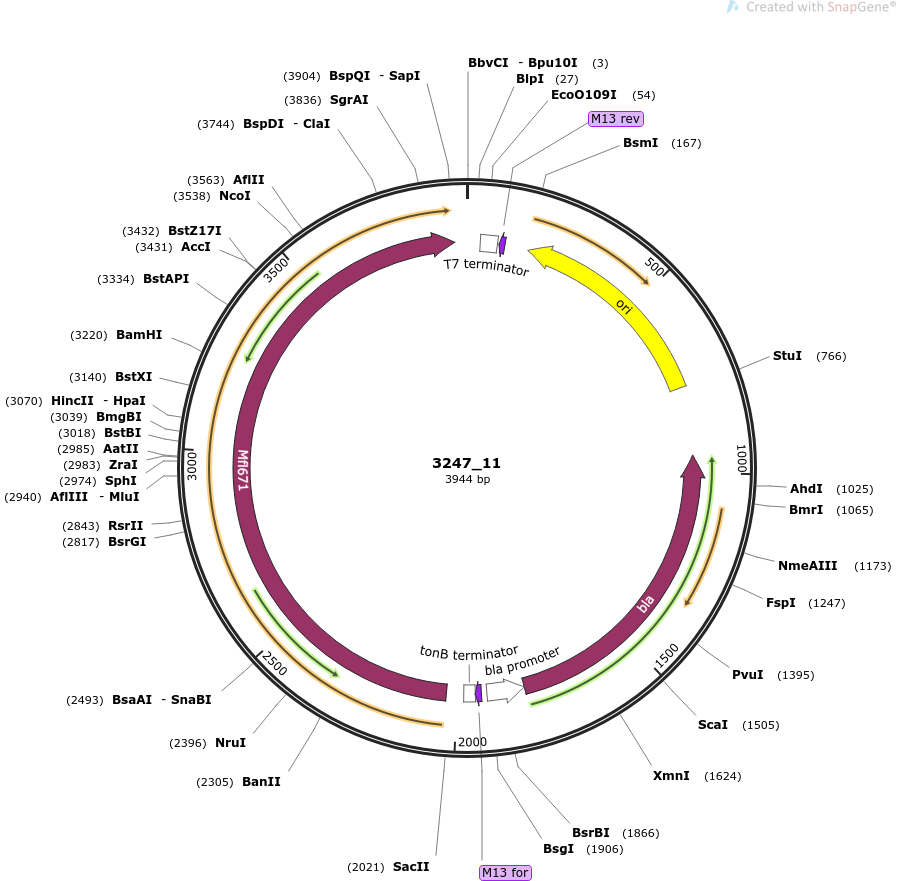 Created with SnapGene®
BbvCI - Bpu10I (3)
BlpI (27)
EcoO109I (54)
M13 rev
BsmI (167)
500
StuI (766)
1000
AhdI (1025)
BmrI (1065)
NmeAIII (1173)
FspI (1247)
PvuI (1395)
1500
ScaI (1505)
XmnI (1624)
BsrBI (1866)
BsgI (1906)
M13 for
2000
(2021) SacII
(2305) BanII
(2396) NruI
(2493) BsaAI - SnaBI
2500
(2817) BsrGI
(2843) RsrII
(2940) AflIII - MluI
(2974) SphI
(2983) ZraI
(2985) AatII
(3018) BstBI
(3039) BmgBI
(3070) HincII - HpaI
3000
(3140) BstXI
(3220) BamHI
(3334) BstAPI
(3431) AccI
(3432) BstZ17I
3500
(3538) NcoI
(3563) AflII
(3744) BspDI - ClaI
(3836) SgrAI
(3904) BspQI - SapI
T7 terminator
ori
bla
bla promoter
tonB terminator
Mfl671
3247_11
3944 bp